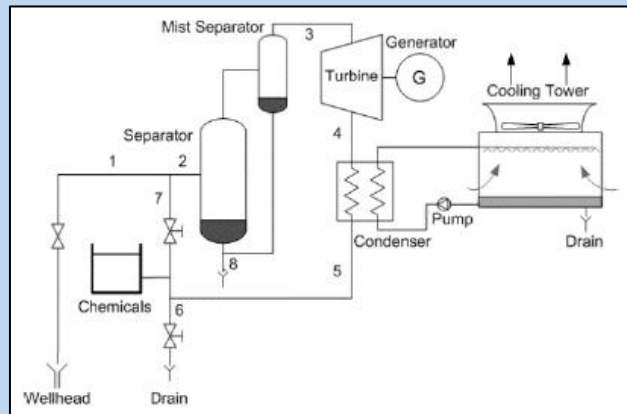 Mist Separator
3
Generator
Turbine
G
Cooling Tower
Separator
4
1
2
7
Pump
Condenser
Drain
8
5
Chemicals
6
Wellhead
Drain